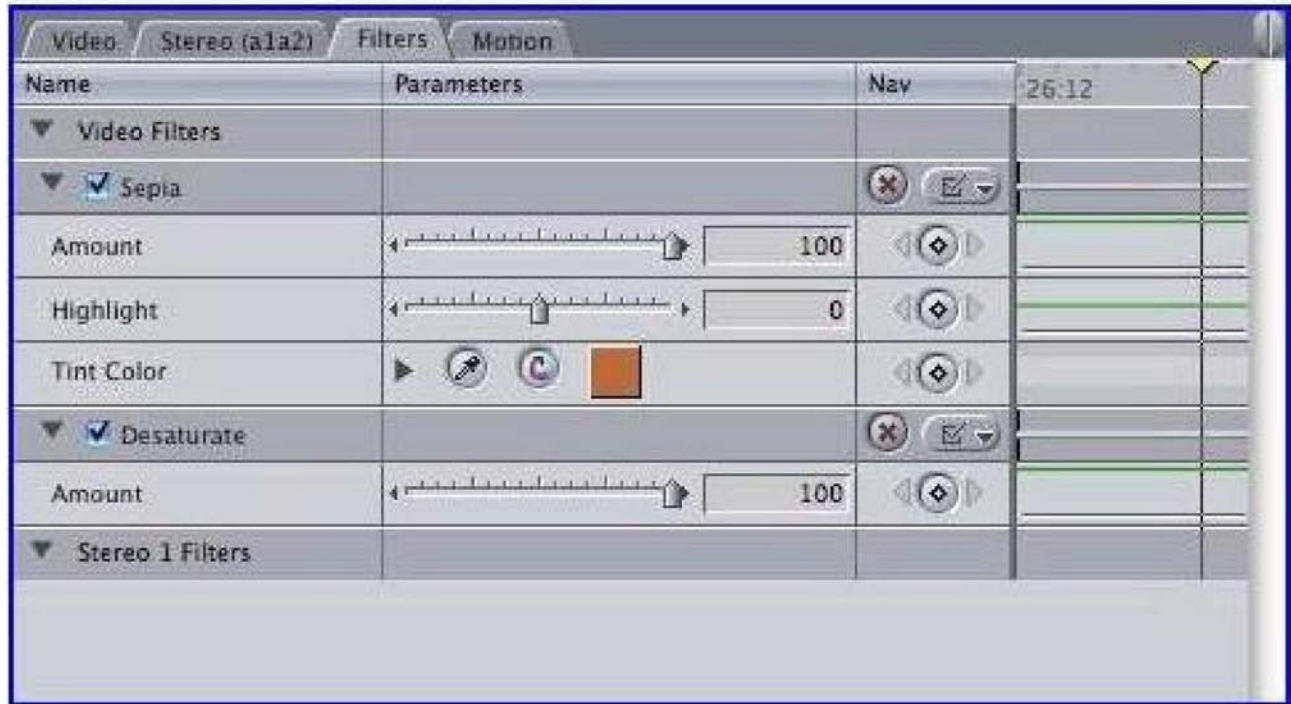 Video Stereo (a1a2) Filters Motion
Name Parameters Nav 26:12
Video Filters
Sepia
Amount 100
Highlight 0
Tint Color
Desaturate
Amount 100
Stereo 1 Filters